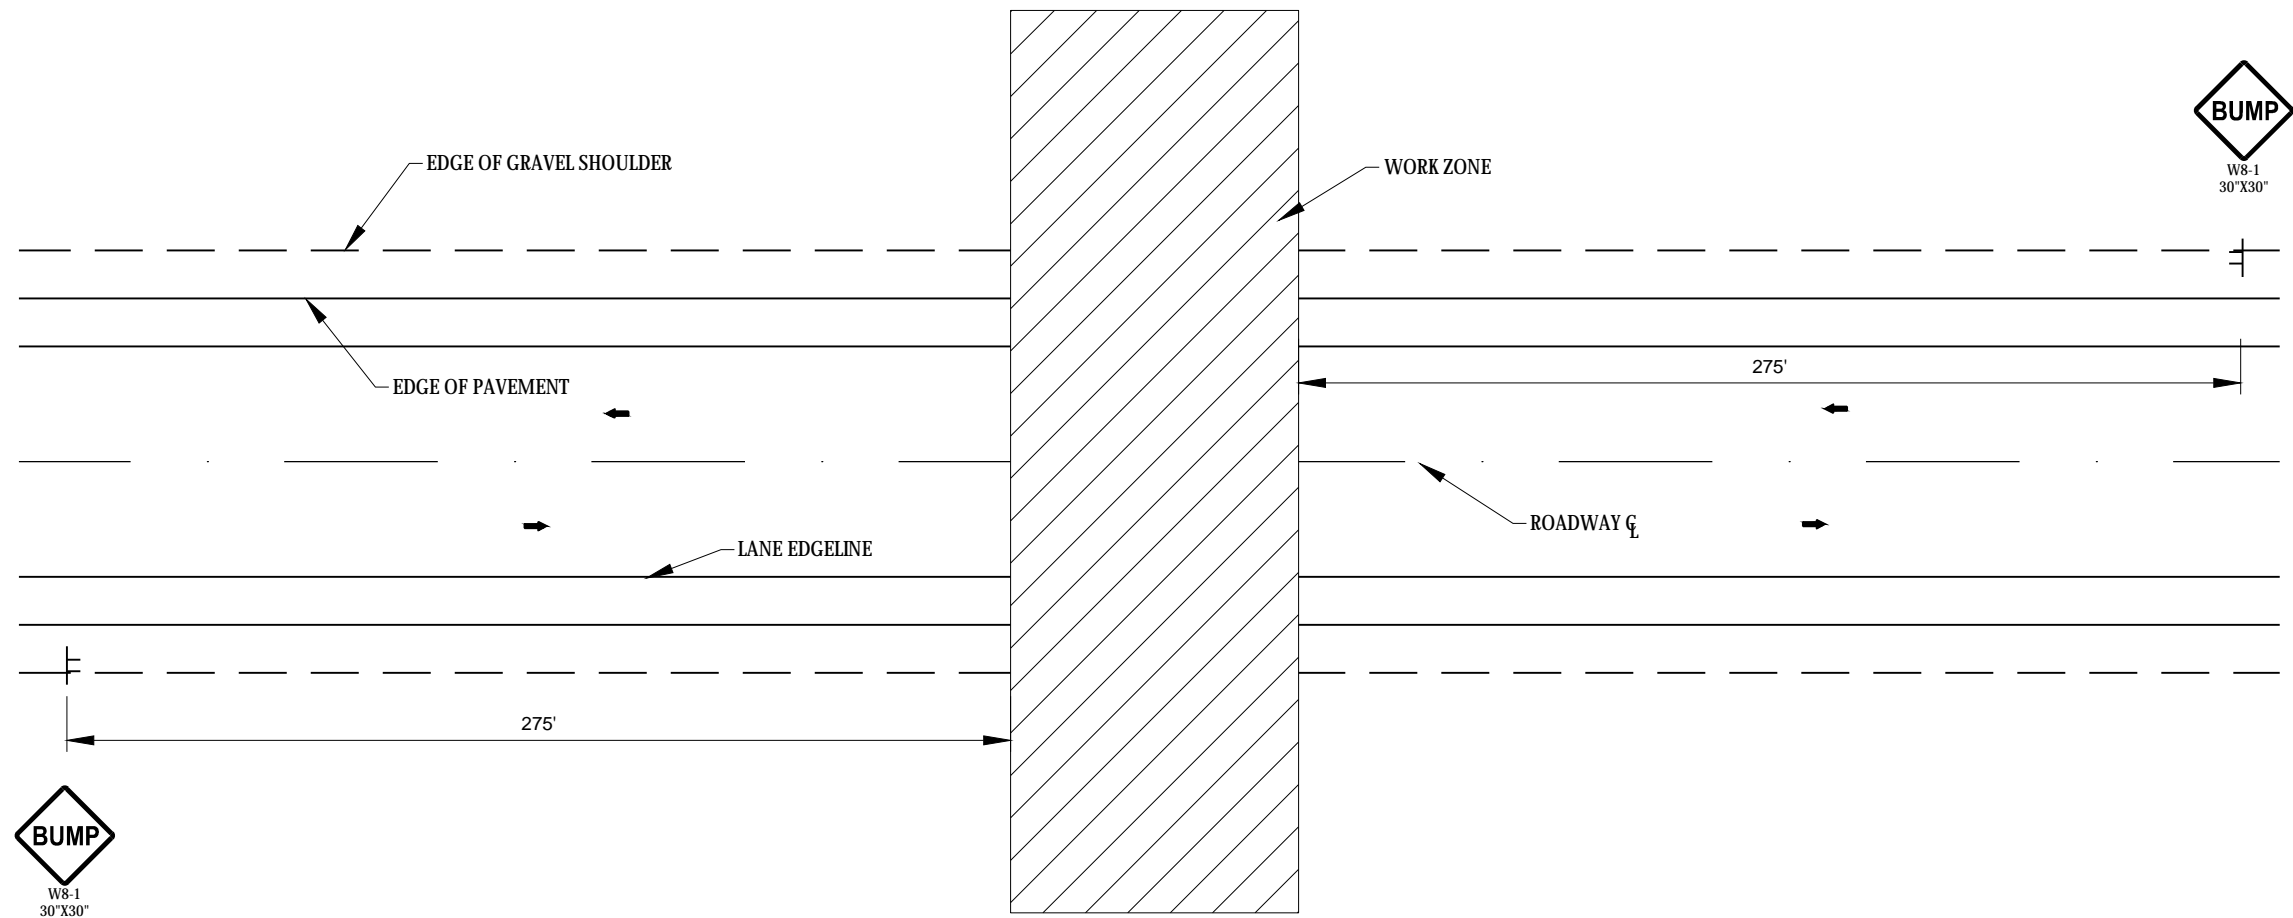 BUMP
W8-1
30"X30"
EDGE OF GRAVEL SHOULDER
WORK ZONE
275'
EDGE OF PAVEMENT
ROADWAY CL
LANE EDGELINE
275'
BUMP
W8-1
30"X30"